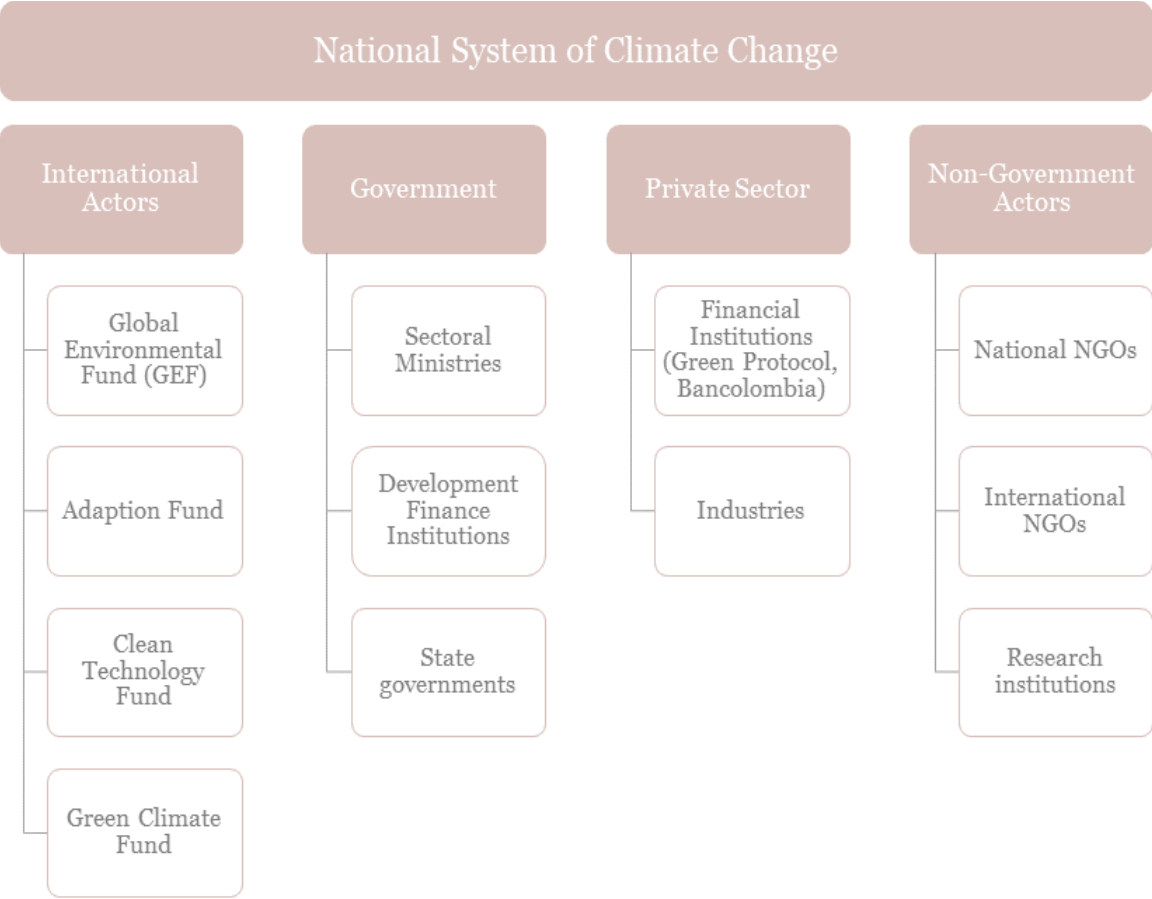 National System of Climate Change
International
Actors
Global
Environmental
Fund (GEF)
Adaption Fund
Clean
Technology
Fund
Green Climate
Fund
Government
Sectoral
Ministries
Development
Finance
Institutions
State
governments
Private Sector
Financial
Institutions
(Green Protocol,
Bancolombia)
Industries
Non-Government
Actors
National NGOs
International
NGOs
Research
institutions